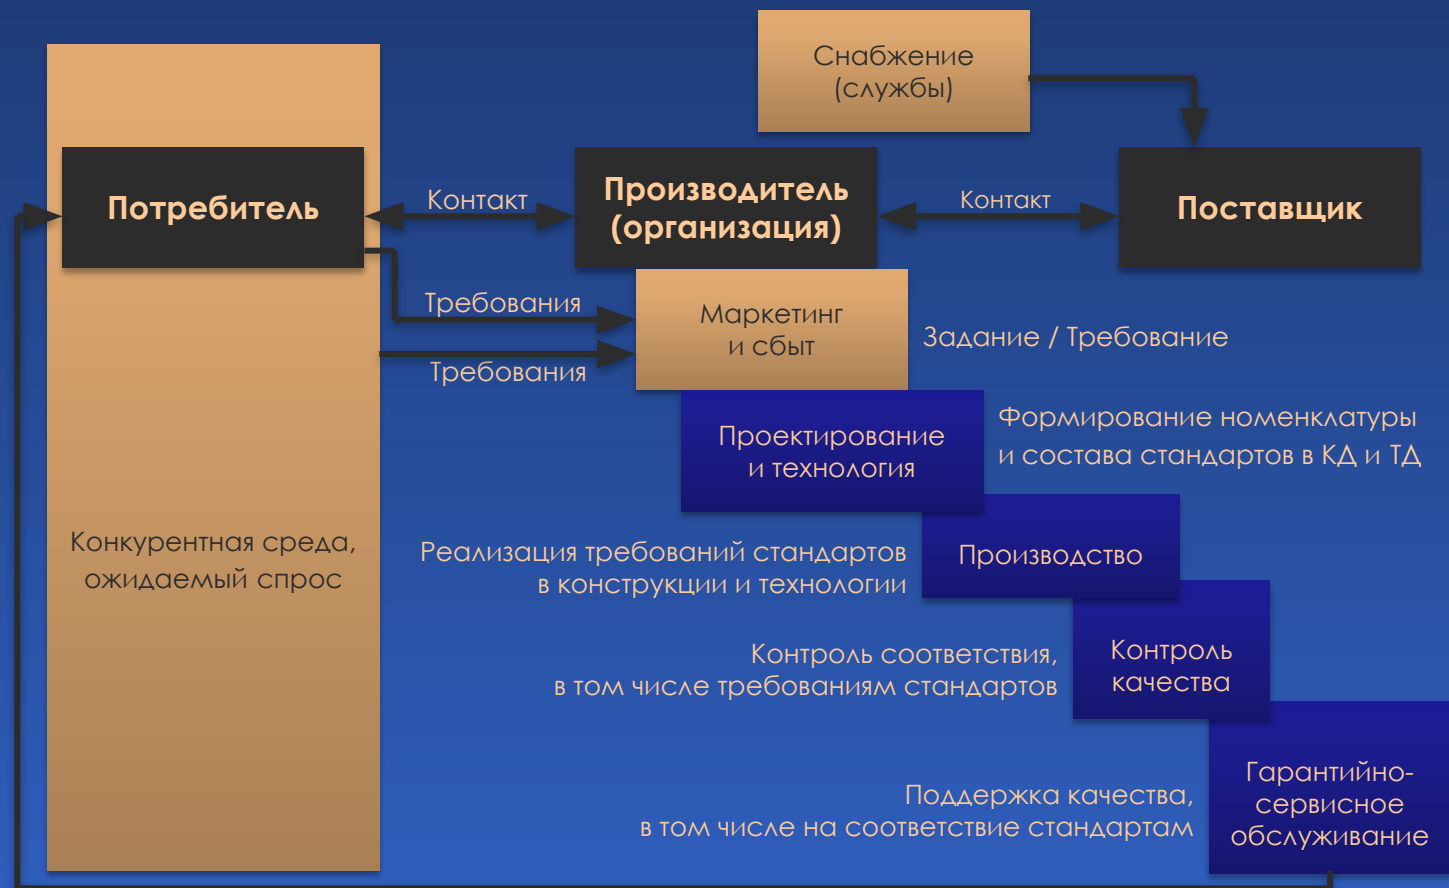 Снабжение
(службы)
Потребитель
Контакт
Производитель
(организация)
Контакт
Поставщик
Требования
Маркетинг
и сбыт
Задание / Требование
Требования
Проектирование
и технология
Формирование номенклатуры
и состава стандартов в КД и ТД
Конкурентная среда,
ожидаемый спрос
Реализация требований стандартов
в конструкции и технологии
Производство
Контроль соответствия,
в том числе требованиям стандартов
Контроль
качества
Поддержка качества,
в том числе на соответствие стандартам
Гарантийно-
сервисное
обслуживание